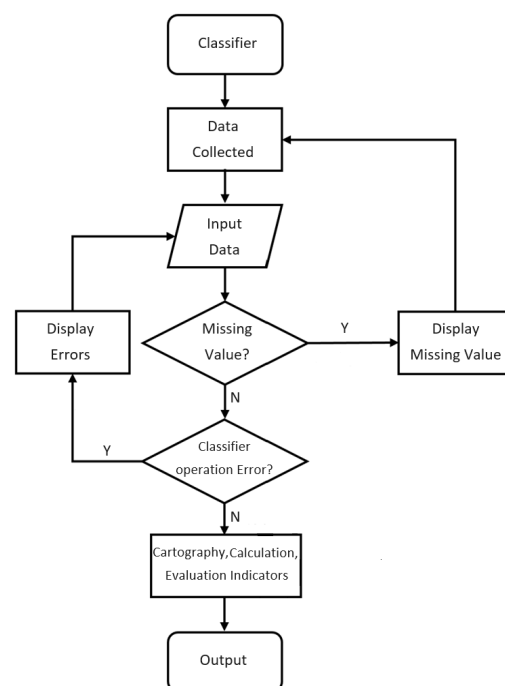 Classifier
Data
Collected
Input
Data
Display
Errors
Missing
Value?
Y
Display
Missing Value
N
Y
Classifier
operation Error?
N
Cartography,Calculation,
Evaluation Indicators
Output